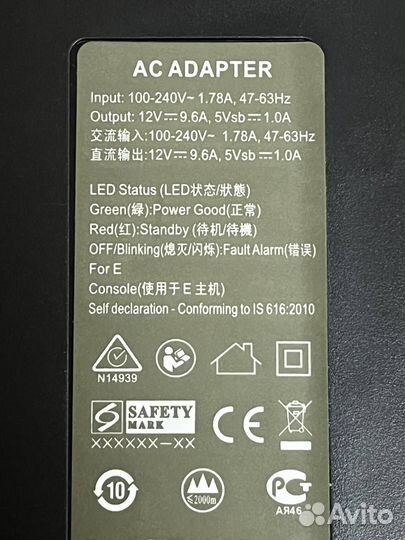 AC ADAPTER
Input: 100-240V~ 1.78A, 47-63Hz
Output: 12V⎓9.6A, 5Vsb⎓1.0A
交流输入:100-240V~ 1.78A, 47-63Hz
直流输出:12V⎓9.6A, 5Vsb⎓1.0A
LED Status (LED状态/狀態)
Green(綠):Power Good(正常)
Red(红):Standby (待机/待機)
OFF/Blinking(熄灭/闪烁):Fault Alarm(错误)
For E
Console(使用于E 主机)
Self declaration - Conforming to IS 616:2010
N14939
SAFETY
MARK
XXXXXX-XX
CE
10
≤2000m
PG
АЯ46
Avito